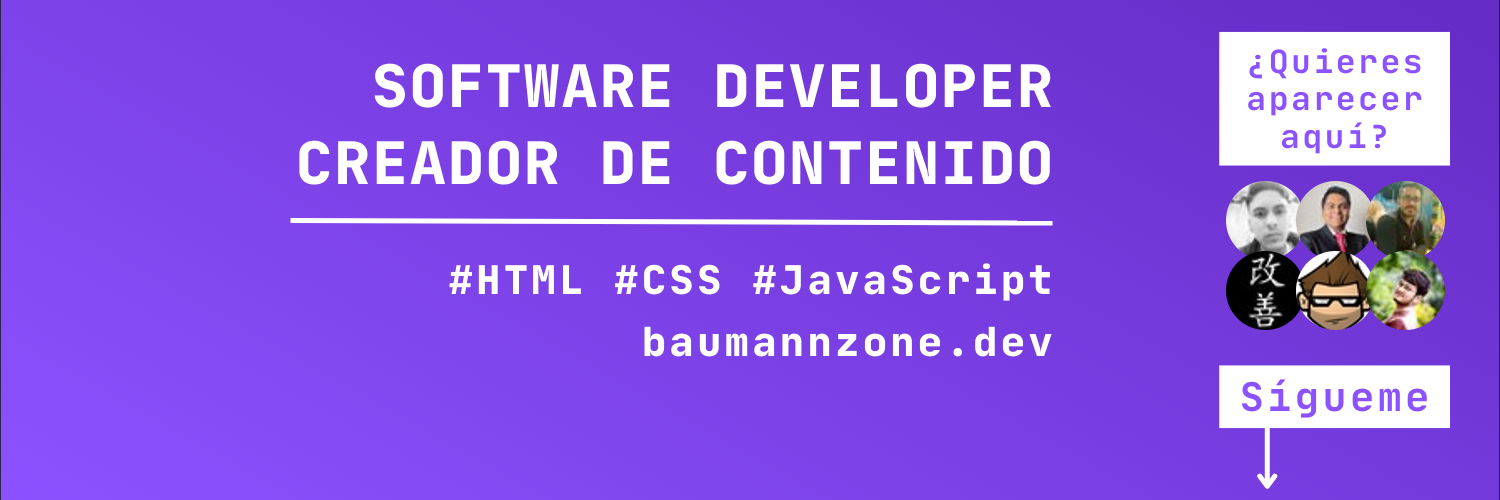 SOFTWARE DEVELOPER
CREADOR DE CONTENIDO
#HTML #CSS #JavaScript
baumannzone.dev
¿Quieres
aparecer
aquí?
改
善
Sígueme